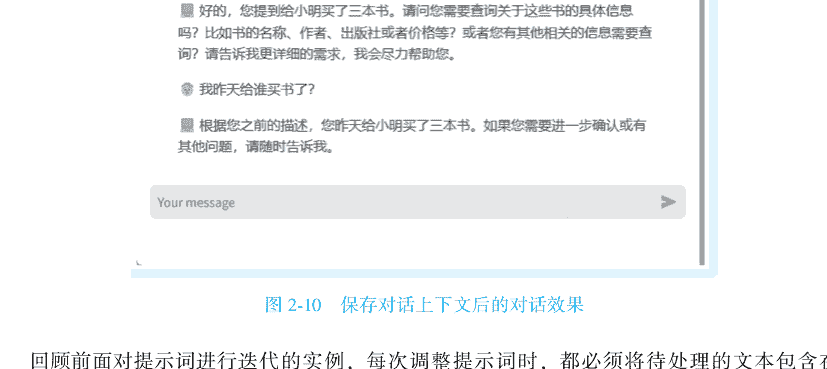 好的，您提到给小明买了三本书。请问您需要查询关于这些书的具体信息
吗？比如书的名称、作者、出版社或者价格等？或者您有其他相关的信息需要查
询？请告诉我更详细的需求，我会尽力帮助您。
我昨天给谁买书了？
根据您之前的描述，您昨天给小明买了三本书。如果您需要进一步确认或有
其他问题，请随时告诉我。
Your message
图 2-10 保存对话上下文后的对话效果
回顾前面对提示词进行迭代的实例，每次调整提示词时，都必须将待处理的文本包含在